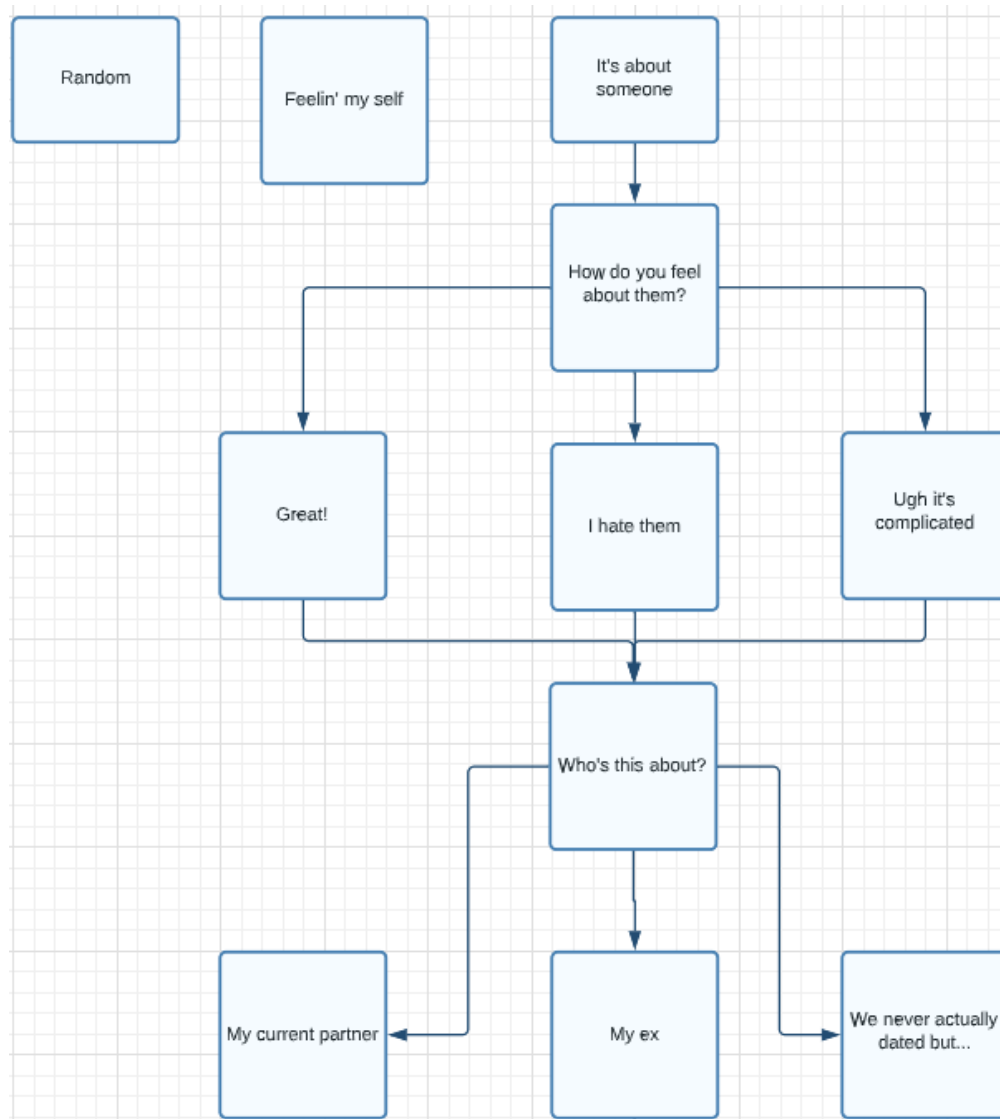 Random
Feelin' my self
It's about
someone
How do you feel
about them?
Great!
I hate them
Ugh it's
complicated
Who's this about?
My current partner
My ex
We never actually
dated but...